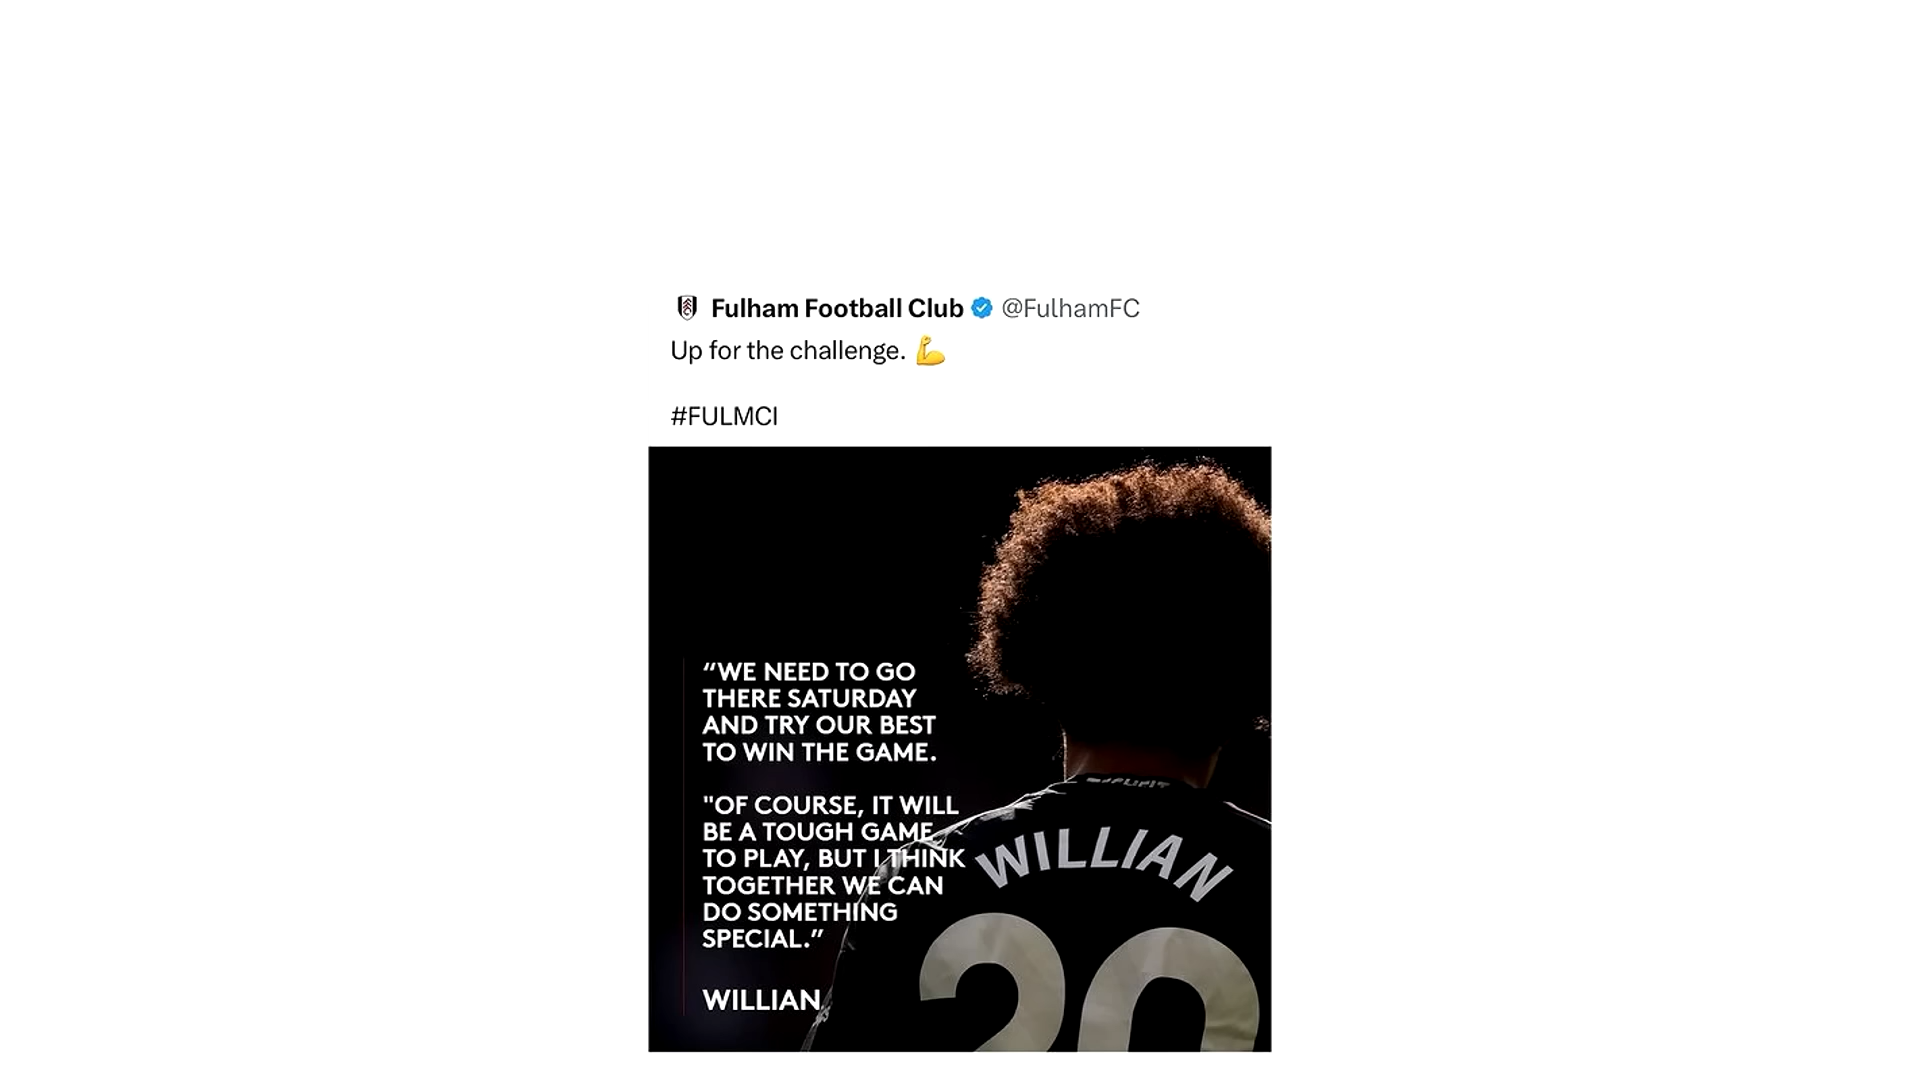 Fulham Football Club @FulhamFC
Up for the challenge. 💪
#FULMCI
“WE NEED TO GO
THERE SATURDAY
AND TRY OUR BEST
TO WIN THE GAME.
"OF COURSE, IT WILL
BE A TOUGH GAME
TO PLAY, BUT I THINK
TOGETHER WE CAN
DO SOMETHING
SPECIAL.”
WILLIAN
WILLIAN
20